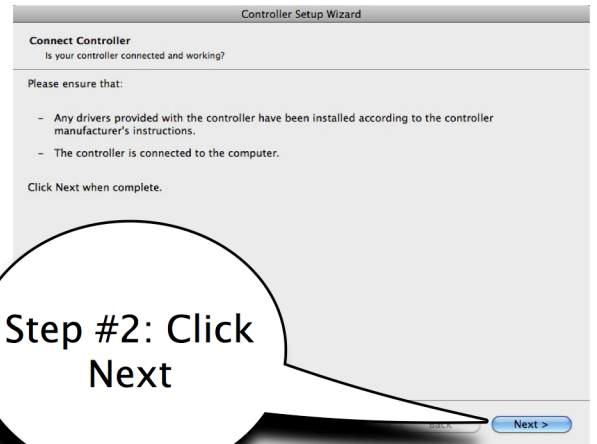 Controller Setup Wizard
Connect Controller
Is your controller connected and working?
Please ensure that:
- Any drivers provided with the controller have been installed according to the controller
manufacturer's instructions.
- The controller is connected to the computer.
Click Next when complete.
Step #2: Click
Next
Back
Next >